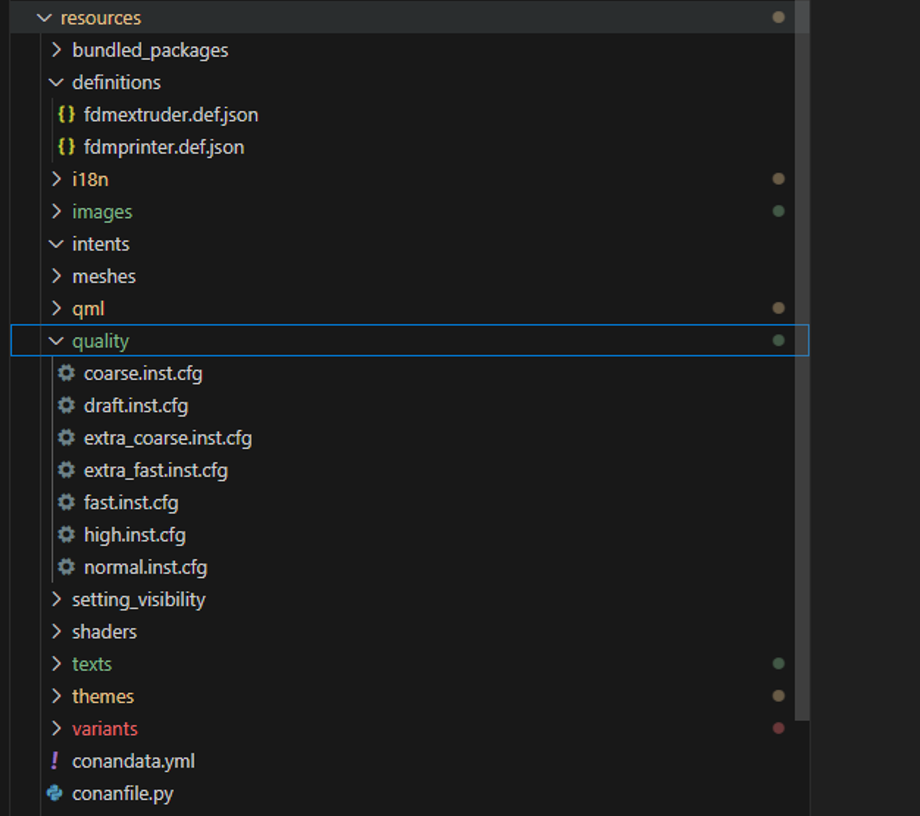 resources
bundled_packages
definitions
{} fdmextruder.def.json
{} fdmprinter.def.json
i18n
images
intents
meshes
qml
quality
coarse.inst.cfg
draft.inst.cfg
extra_coarse.inst.cfg
extra_fast.inst.cfg
fast.inst.cfg
high.inst.cfg
normal.inst.cfg
setting_visibility
shaders
texts
themes
variants
! conandata.yml
conanfile.py